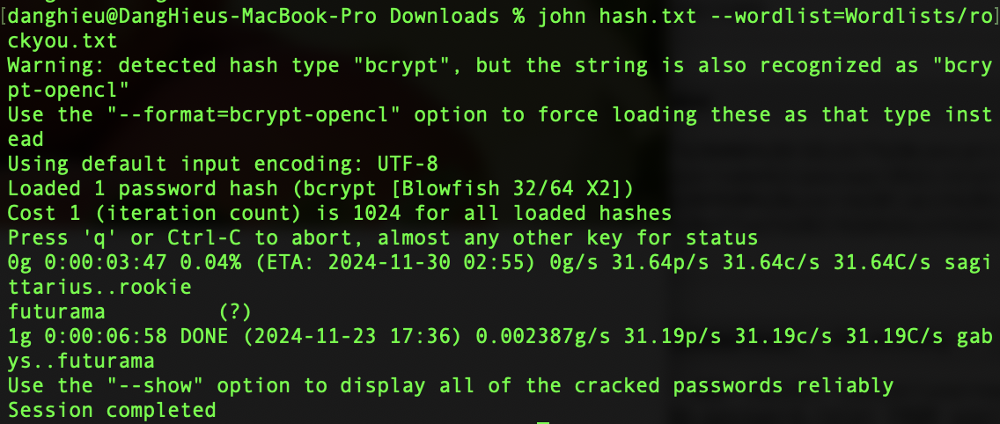 [danghieu@DangHieus-MacBook-Pro Downloads % john hash.txt --wordlist=Wordlists/ro]
ckyou.txt
Warning: detected hash type "bcrypt", but the string is also recognized as "bcry
pt-opencl"
Use the "--format=bcrypt-opencl" option to force loading these as that type inst
ead
Using default input encoding: UTF-8
Loaded 1 password hash (bcrypt [Blowfish 32/64 X2])
Cost 1 (iteration count) is 1024 for all loaded hashes
Press 'q' or Ctrl-C to abort, almost any other key for status
0g 0:00:03:47 0.04% (ETA: 2024-11-30 02:55) 0g/s 31.64p/s 31.64c/s 31.64C/s sagi
ttarius..rookie
futurama         (?)
1g 0:00:06:58 DONE (2024-11-23 17:36) 0.002387g/s 31.19p/s 31.19c/s 31.19C/s gab
ys..futurama
Use the "--show" option to display all of the cracked passwords reliably
Session completed